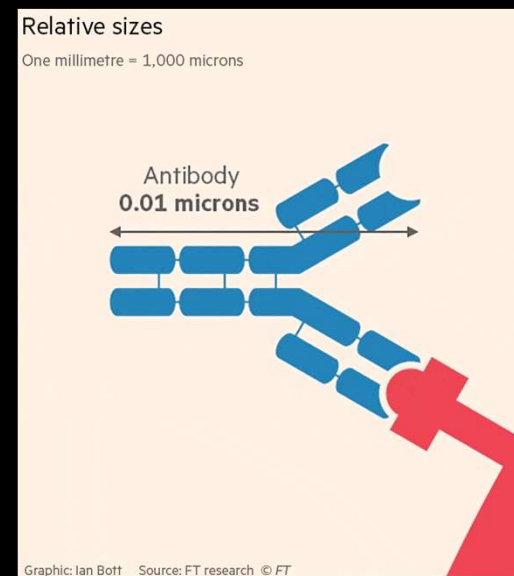 Relative sizes
One millimetre = 1,000 microns
Antibody
0.01 microns
Graphic: Ian Bott Source: FT research © FT